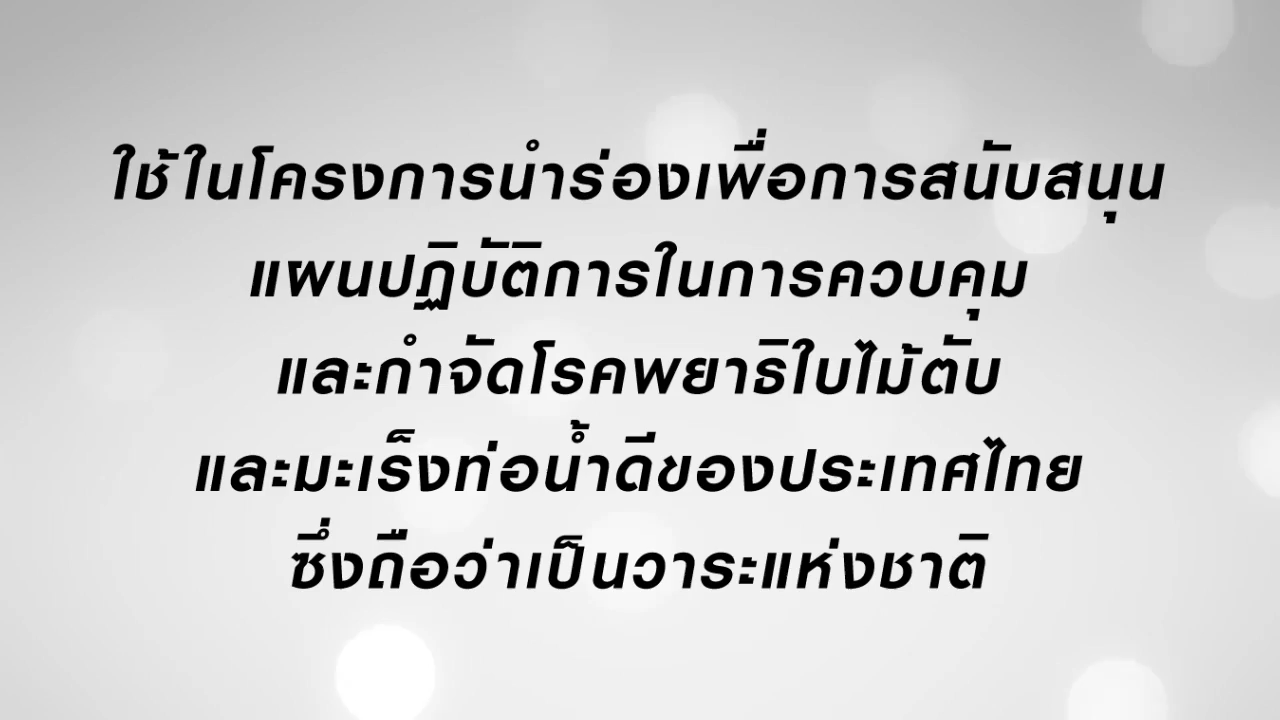 ใช้ในโครงการนำร่องเพื่อการสนับสนุน
แผนปฏิบัติการในการควบคุม
และกำจัดโรคพยาธิใบไม้ตับ
และมะเร็งท่อน้ำดีของประเทศไทย
ซึ่งถือว่าเป็นวาระแห่งชาติ